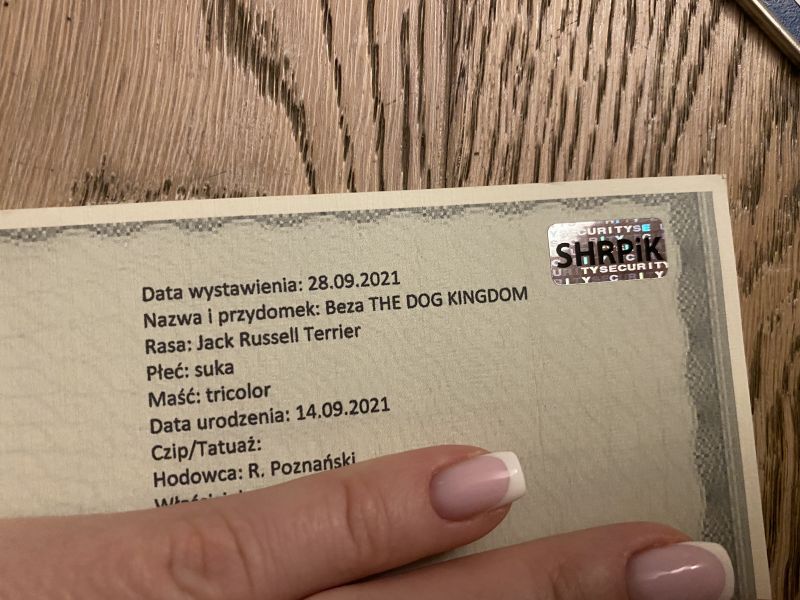 SHRPiK
Data wystawienia: 28.09.2021
Nazwa i przydomek: Beza THE DOG KINGDOM
Rasa: Jack Russell Terrier
Płeć: suka
Maść: tricolor
Data urodzenia: 14.09.2021
Czip/Tatuaż:
Hodowca: R. Poznański